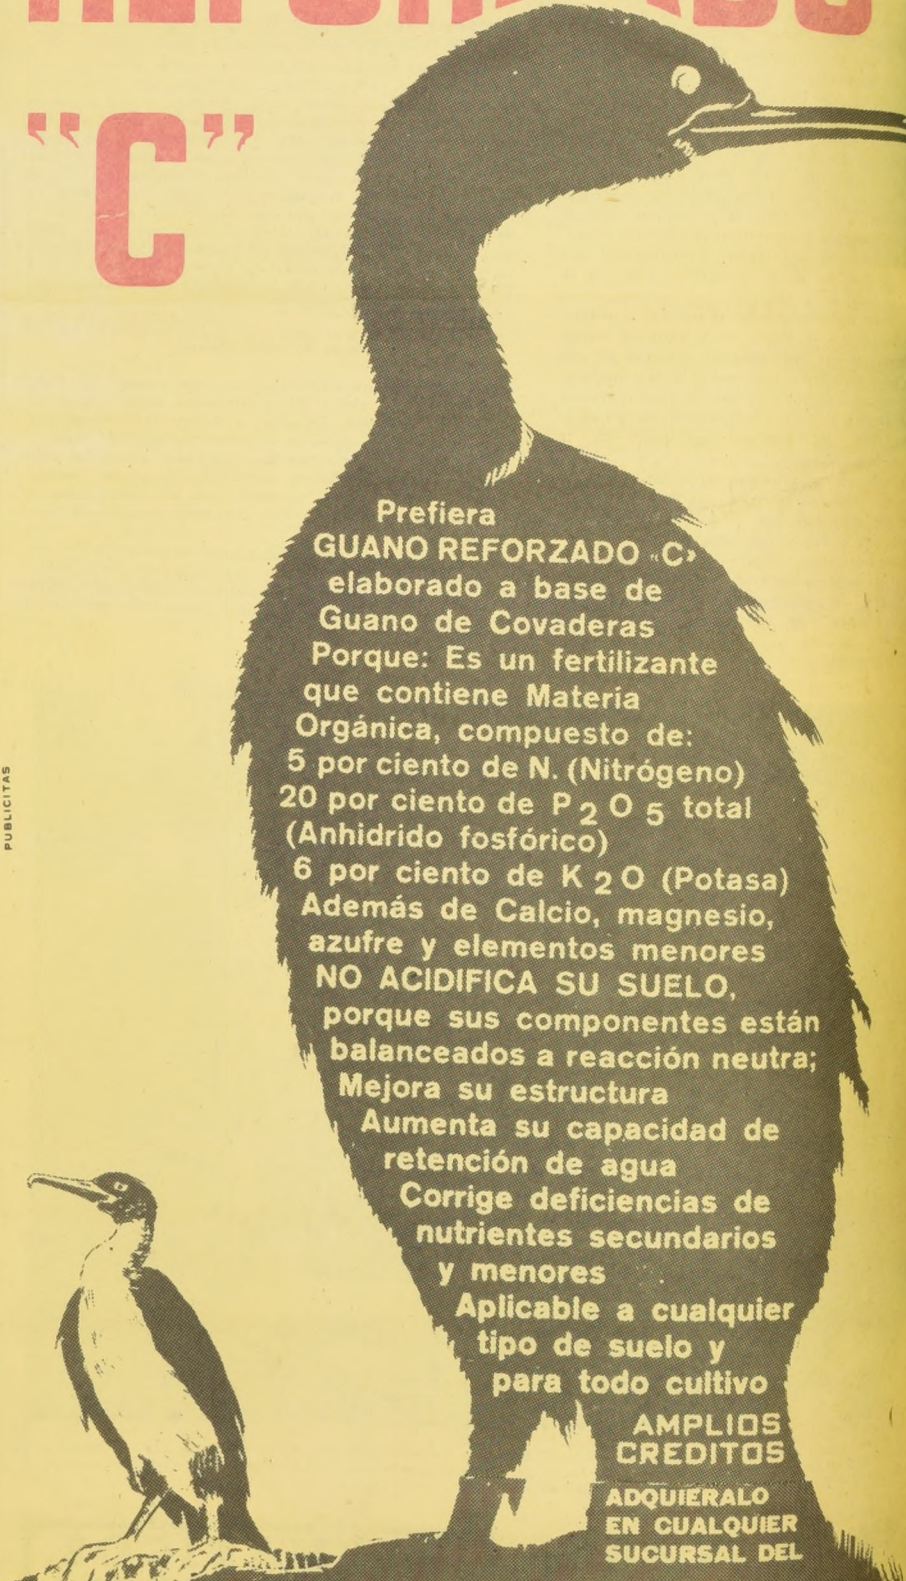 "C"
Prefiera
GUANO REFORZADO «C»
elaborado a base de
Guano de Covaderas
Porque: Es un fertilizante
que contiene Materia
Orgánica, compuesto de:
5 por ciento de N. (Nitrógeno)
20 por ciento de P 2 O 5 total
(Anhidrido fosfórico)
6 por ciento de K 2 O (Potasa)
Además de Calcio, magnesio,
azufre y elementos menores
NO ACIDIFICA SU SUELO,
porque sus componentes están
balanceados a reacción neutra;
Mejora su estructura
Aumenta su capacidad de
retención de agua
Corrige deficiencias de
nutrientes secundarios
y menores
Aplicable a cualquier
tipo de suelo y
para todo cultivo
AMPLIOS
CREDITOS
ADQUIERALO
EN CUALQUIER
SUCURSAL DEL
PUBLICITAS